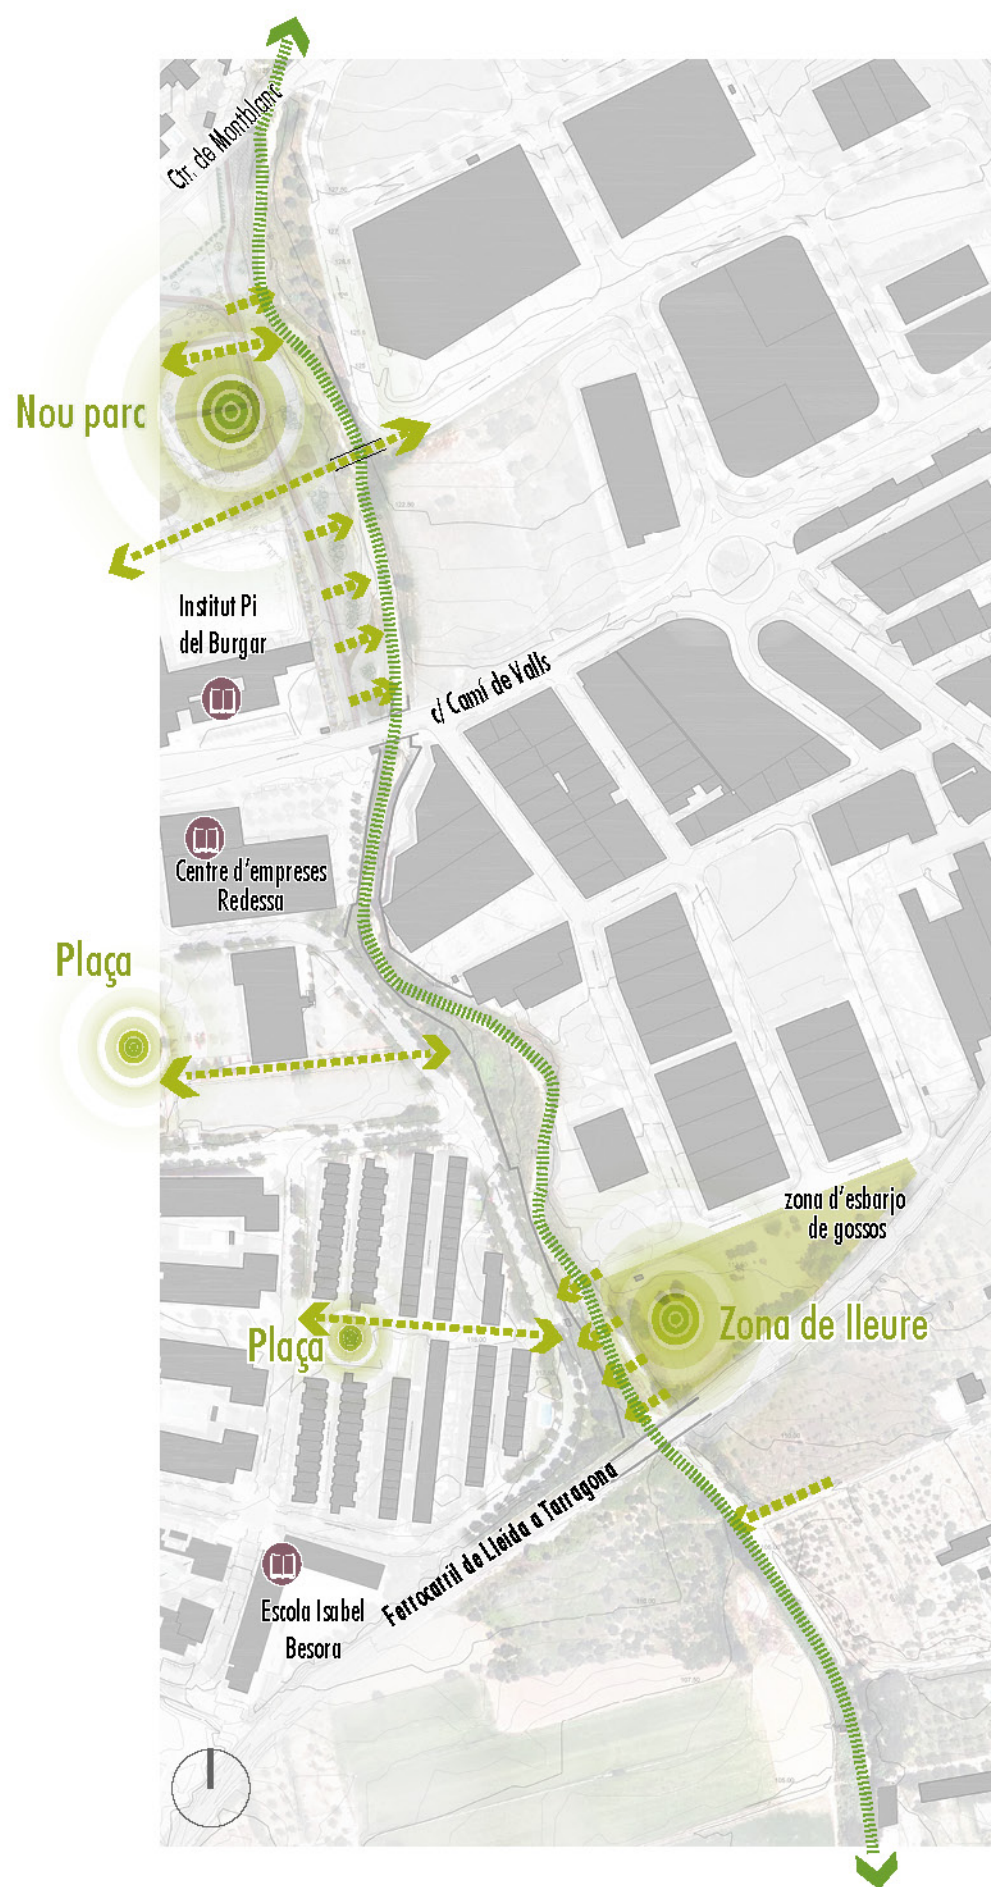 Ctr. de Montblanc
Nou parc
Institut Pi
del Burgar
c/ Camí de Valls
Centre d'empreses
Redessa
Plaça
zona d'esbarjo
de gossos
Zona de lleure
Plaça
Ferrocarril de Lleida a Tarragona
Escola Isabel
Besora